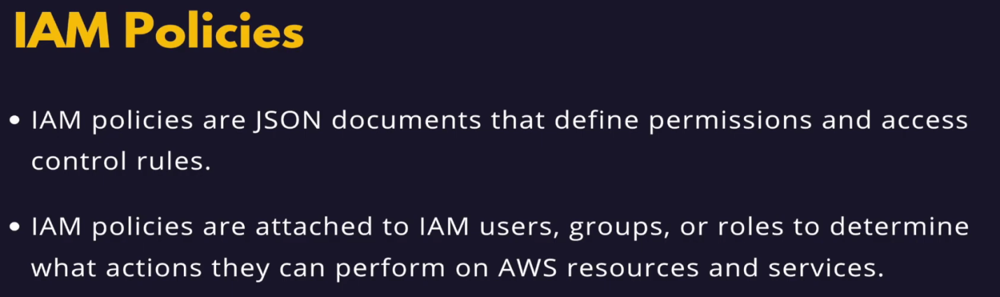 IAM Policies
• IAM policies are JSON documents that define permissions and access
control rules.
• IAM policies are attached to IAM users, groups, or roles to determine
what actions they can perform on AWS resources and services.